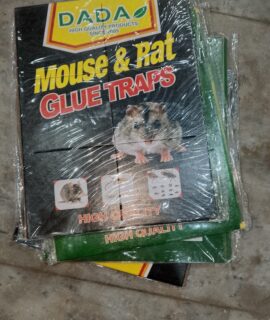 DADA
HIGH QUALITY PRODUCTS
Mouse & Rat
GLUE TRAPS
HIGH QUALITY
HIGH QUALITY